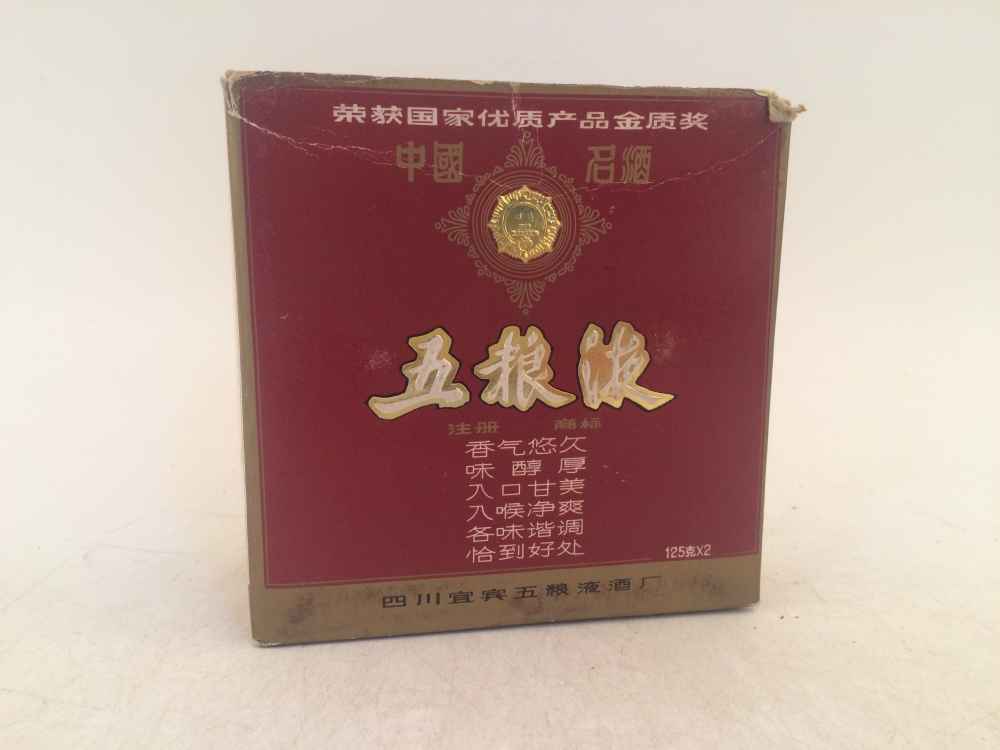 荣获国家优质产品金质奖
中國 名酒
五粮液
注册 商标
香气悠久
味醇厚
入口甘美
入喉净爽
各味谐调
恰到好处
125克X2
四川宜宾五粮液酒厂